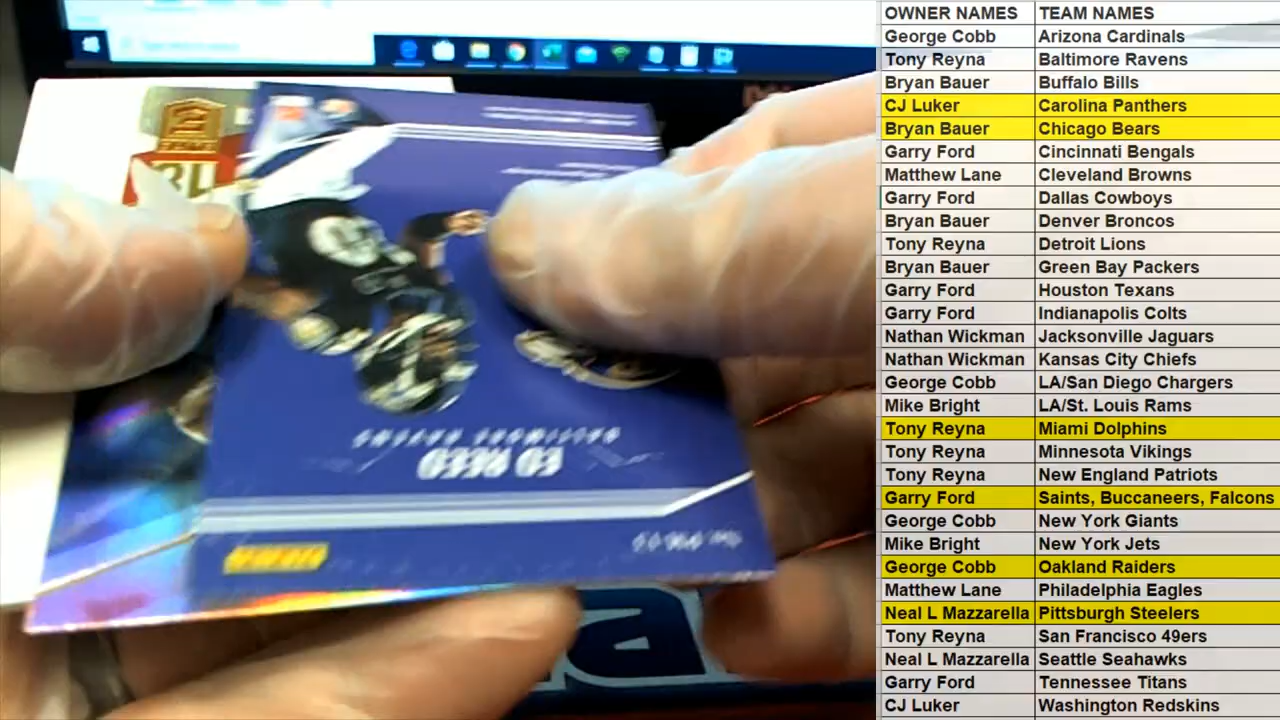 OWNER NAMES TEAM NAMES
George Cobb Arizona Cardinals
Tony Reyna Baltimore Ravens
Bryan Bauer Buffalo Bills
CJ Luker Carolina Panthers
Bryan Bauer Chicago Bears
Garry Ford Cincinnati Bengals
Matthew Lane Cleveland Browns
Garry Ford Dallas Cowboys
Bryan Bauer Denver Broncos
Tony Reyna Detroit Lions
Bryan Bauer Green Bay Packers
Garry Ford Houston Texans
Garry Ford Indianapolis Colts
Nathan Wickman Jacksonville Jaguars
Nathan Wickman Kansas City Chiefs
George Cobb LA/San Diego Chargers
Mike Bright LA/St. Louis Rams
Tony Reyna Miami Dolphins
Tony Reyna Minnesota Vikings
Tony Reyna New England Patriots
Garry Ford Saints, Buccaneers, Falcons
George Cobb New York Giants
Mike Bright New York Jets
George Cobb Oakland Raiders
Matthew Lane Philadelphia Eagles
Neal L Mazzarella Pittsburgh Steelers
Tony Reyna San Francisco 49ers
Neal L Mazzarella Seattle Seahawks
Garry Ford Tennessee Titans
CJ Luker Washington Redskins
BALTIMORE RAVENS
ED REED
PANINI